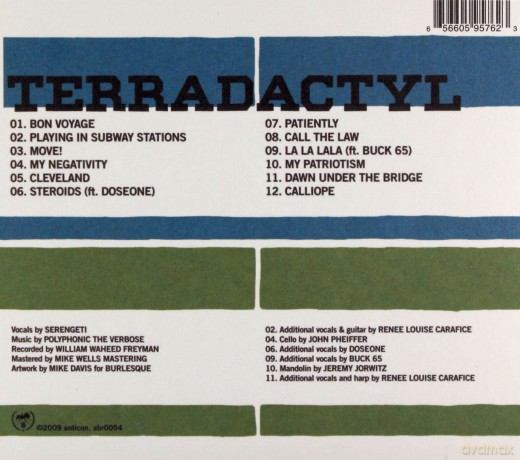 6 56605 95762 3
TERRADACTYL
01. BON VOYAGE
02. PLAYING IN SUBWAY STATIONS
03. MOVE!
04. MY NEGATIVITY
05. CLEVELAND
06. STEROIDS (ft. DOSEONE)
07. PATIENTLY
08. CALL THE LAW
09. LA LA LALA (ft. BUCK 65)
10. MY PATRIOTISM
11. DAWN UNDER THE BRIDGE
12. CALLIOPE
Vocals by SERENGETI
Music by POLYPHONIC THE VERBOSE
Recorded by WILLIAM WAHEED FREYMAN
Mastered by MIKE WELLS MASTERING
Artwork by MIKE DAVIS for BURLESQUE
02. Additional vocals & guitar by RENEE LOUISE CARAFICE
04. Cello by JOHN PHEIFFER
06. Additional vocals by DOSEONE
09. Additional vocals by BUCK 65
10. Mandolin by JEREMY JORWITZ
11. Additional vocals and harp by RENEE LOUISE CARAFICE
©2009 anticon. abr0094
avamax